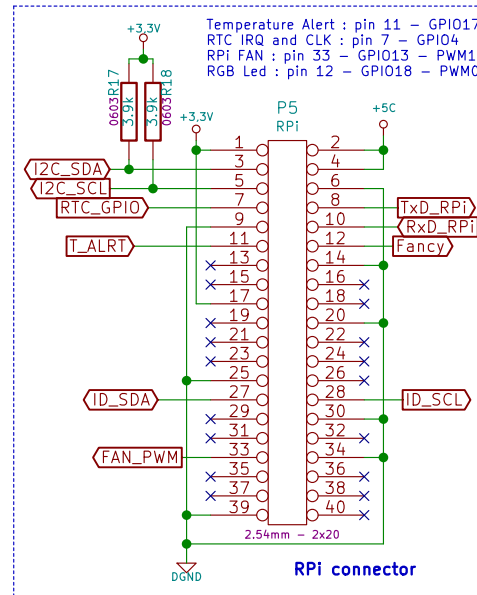 Temperature Alert : pin 11 – GPIO17
RTC IRQ and CLK : pin 7 – GPIO4
RPi FAN : pin 33 – GPIO13 – PWM1
RGB Led : pin 12 – GPIO18 – PWM0
+3,3V
R17
3.9k
0603
R18
3.9k
0603
+3,3V
P5
RPi
+5C
1 2
I2C_SDA 3 4
I2C_SCL 5 6
RTC_GPIO 7 8 TxD_RPi
9 10 RxD_RPi
T_ALRT 11 12 Fancy
13 14
15 16
17 18
19 20
21 22
23 24
25 26
ID_SDA 27 28 ID_SCL
29 30
31 32
FAN_PWM 33 34
35 36
37 38
39 40
2.54mm – 2x20
DGND
RPi connector